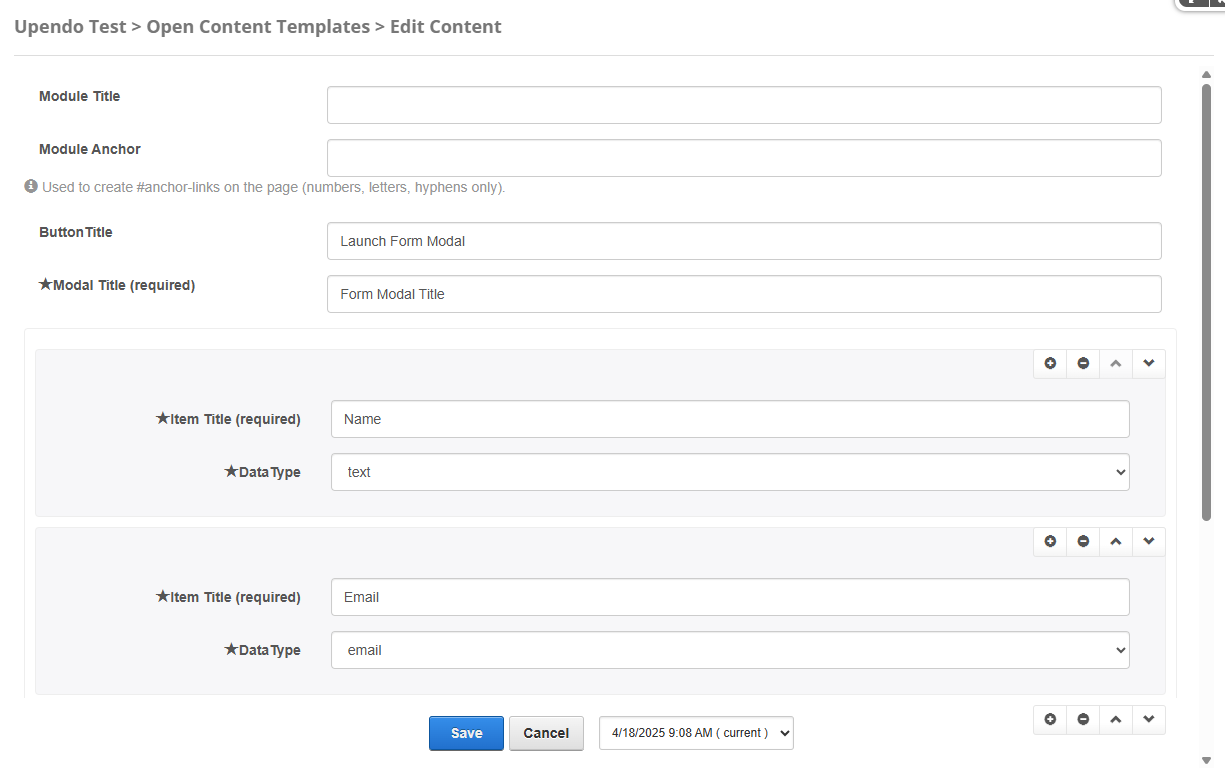 Upendo Test > Open Content Templates > Edit Content
Module Title
Module Anchor
Used to create #anchor-links on the page (numbers, letters, hyphens only).
ButtonTitle
Launch Form Modal
★Modal Title (required)
Form Modal Title
★Item Title (required)
Name
★DataType
text
★Item Title (required)
Email
★DataType
email
Save
Cancel
4/18/2025 9:08 AM ( current )